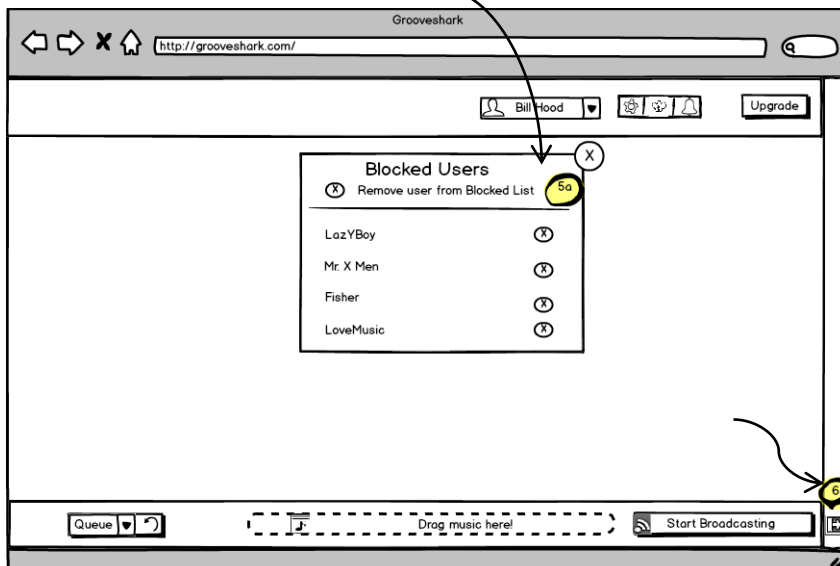 Grooveshark
http://grooveshark.com/
Bill Hood
Upgrade
X
Blocked Users
X Remove user from Blocked List
5a
LazYBoy X
Mr. X Men X
Fisher X
LoveMusic X
6
Queue
Drag music here!
Start Broadcasting